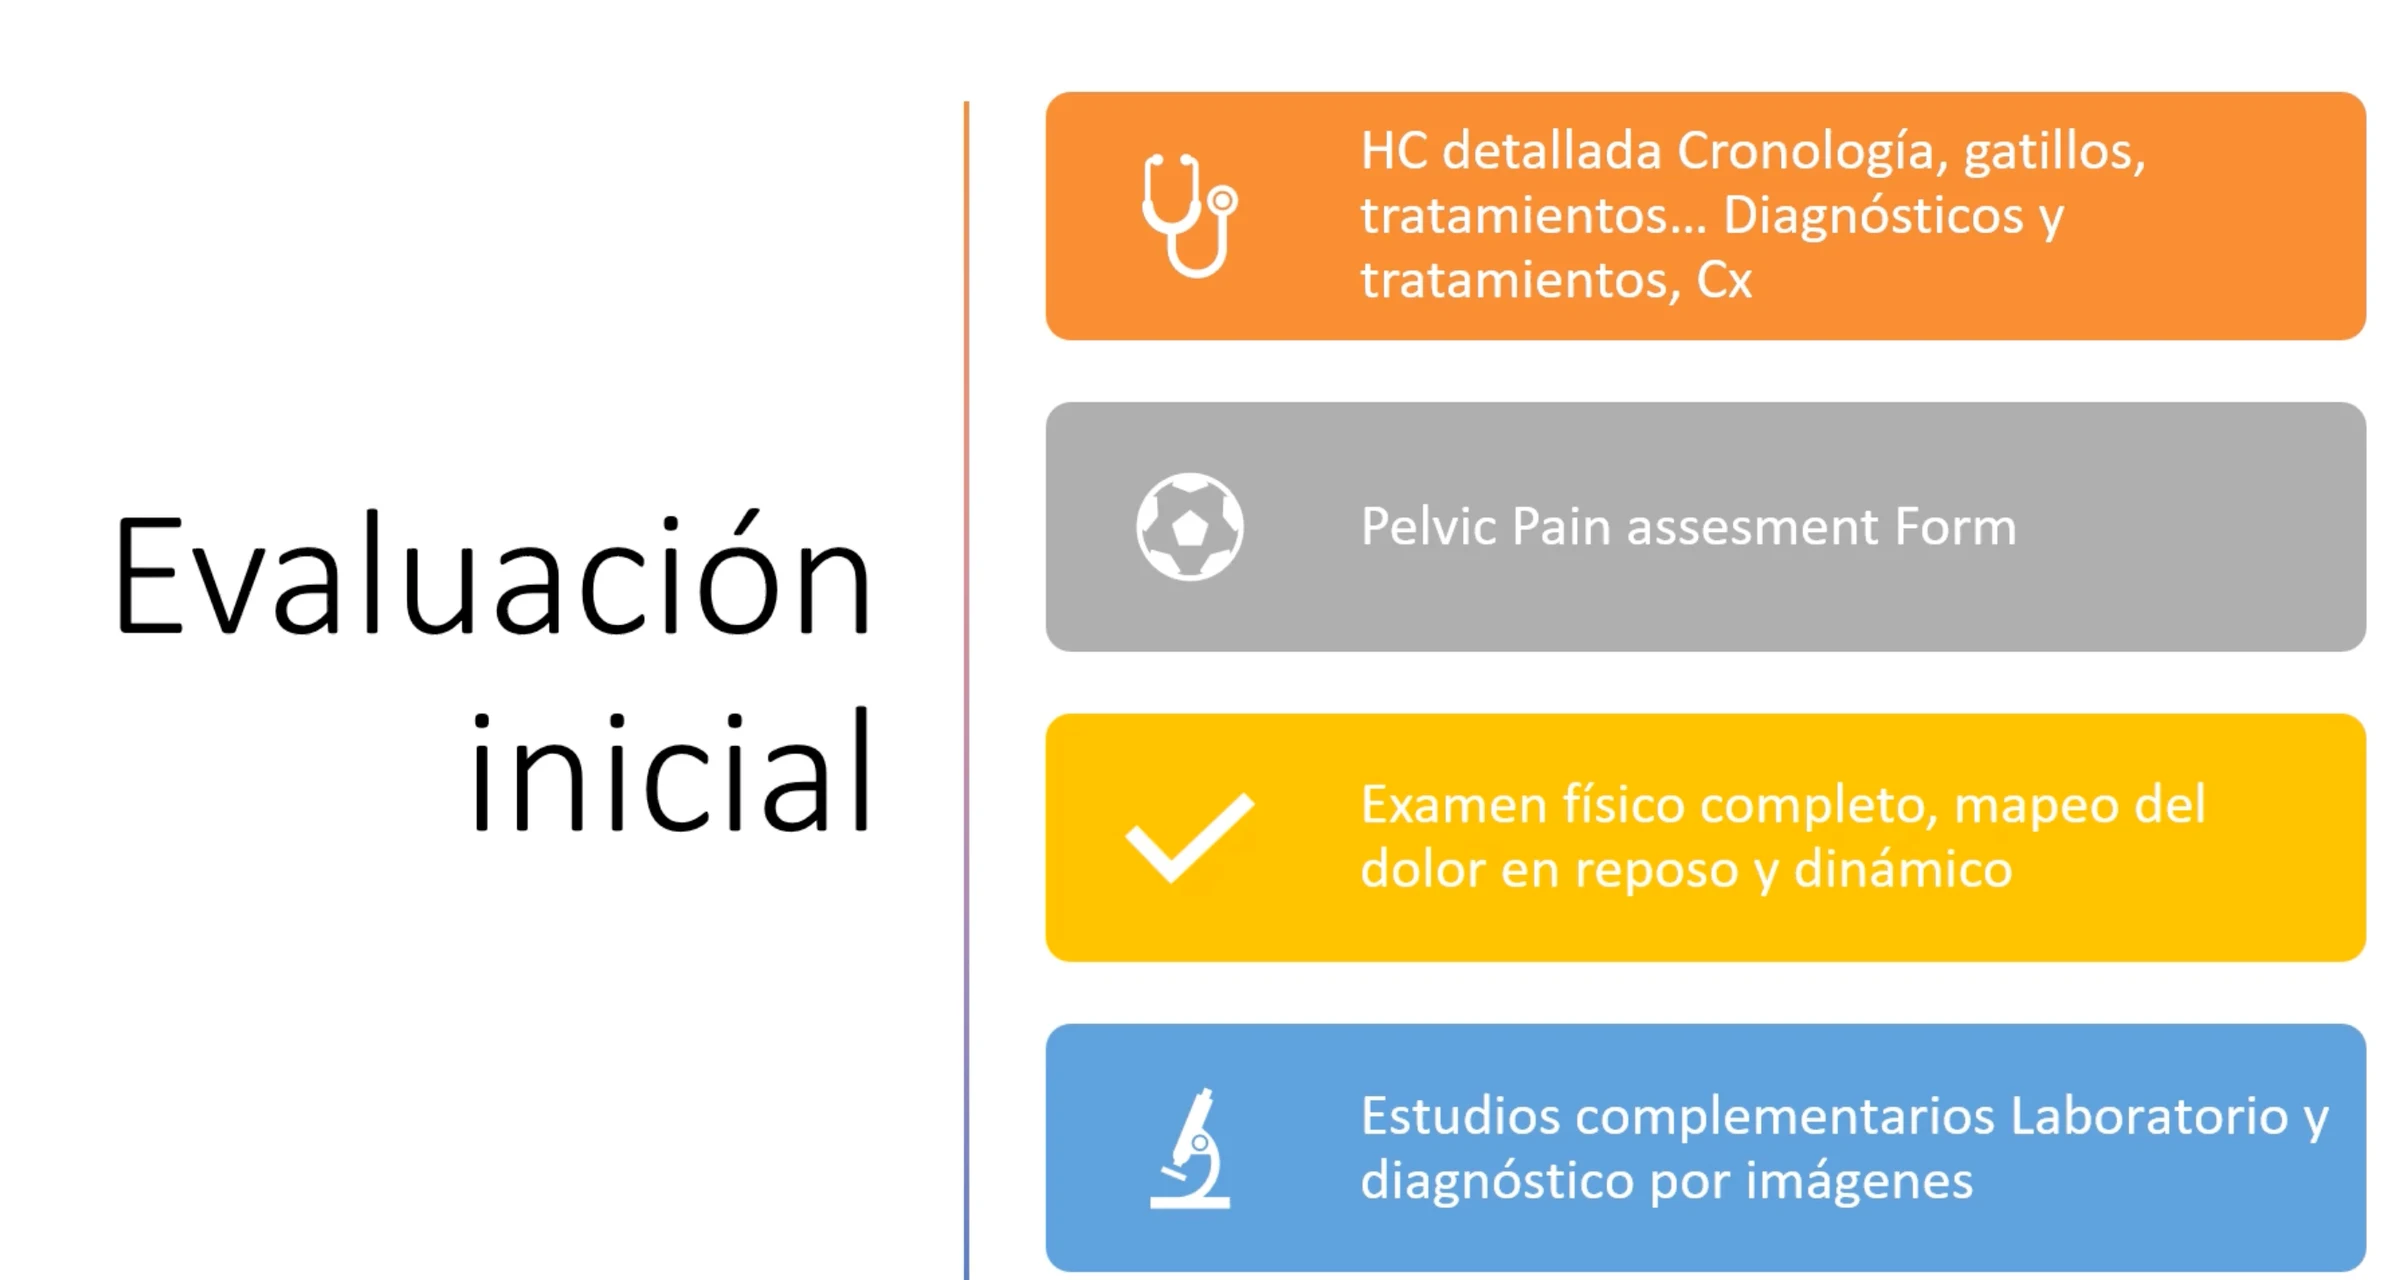 Evaluación
inicial
HC detallada Cronología, gatillos,
tratamientos... Diagnósticos y
tratamientos, Cx
Pelvic Pain assesment Form
Examen físico completo, mapeo del
dolor en reposo y dinámico
Estudios complementarios Laboratorio y
diagnóstico por imágenes